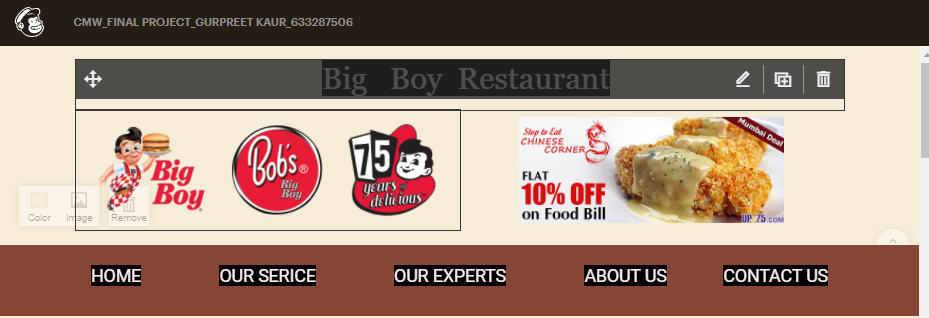 CMW_FINAL PROJECT_GURPREET KAUR_633287506
Big Boy Restaurant
Big
Boy
Bob's
Big
Boy
75
years of
delicious
Stop to Eat
CHINESE
CORNER
FLAT
10% OFF
on Food Bill
Mumbai Deal
UP 75.com
Color
Image
Remove
HOME
OUR SERICE
OUR EXPERTS
ABOUT US
CONTACT US